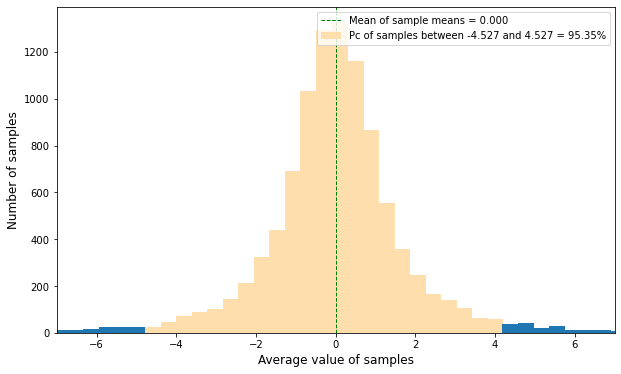 Mean of sample means = 0.000
Pc of samples between -4.527 and 4.527 = 95.35%
1200
1000
800
600
400
200
0
Number of samples
−6 −4 −2 0 2 4 6
Average value of samples